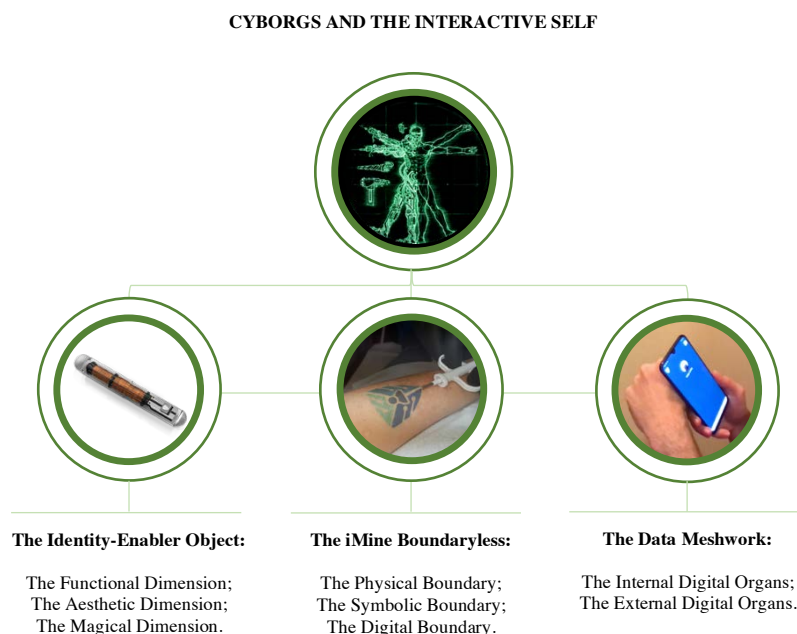 CYBORGS AND THE INTERACTIVE SELF
The Identity-Enabler Object:
The Functional Dimension;
The Aesthetic Dimension;
The Magical Dimension.
The iMine Boundaryless:
The Physical Boundary;
The Symbolic Boundary;
The Digital Boundary.
The Data Meshwork:
The Internal Digital Organs;
The External Digital Organs.